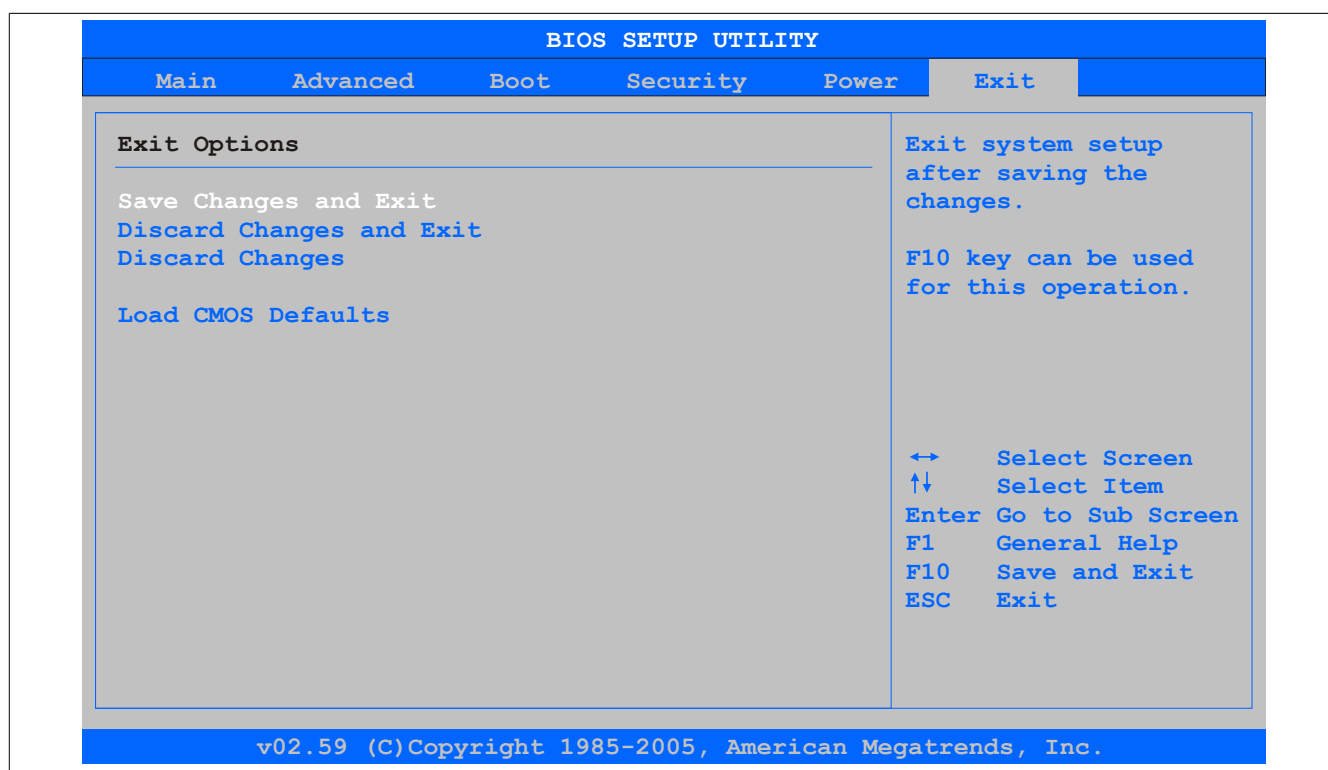 BIOS SETUP UTILITY
Main Advanced Boot Security Power Exit
Exit Options
Save Changes and Exit
Discard Changes and Exit
Discard Changes
Load CMOS Defaults
Exit system setup
after saving the
changes.
F10 key can be used
for this operation.
↔ Select Screen
↑↓ Select Item
Enter Go to Sub Screen
F1 General Help
F10 Save and Exit
ESC Exit
v02.59 (C)Copyright 1985-2005, American Megatrends, Inc.